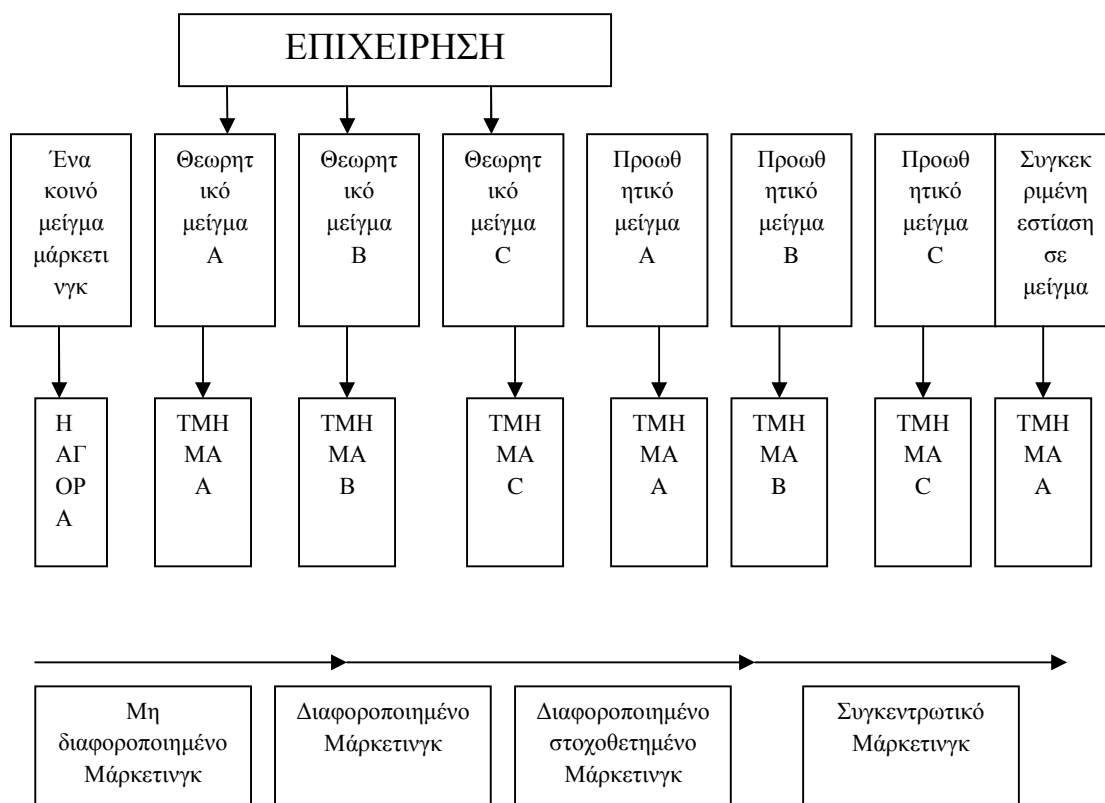 ΕΠΙΧΕΙΡΗΣΗ
Ένα
κοινό
μείγμα
μάρκετι
νγκ
Θεωρητ
ικό
μείγμα
Α
Θεωρητ
ικό
μείγμα
Β
Θεωρητ
ικό
μείγμα
C
Προωθ
ητικό
μείγμα
Α
Προωθ
ητικό
μείγμα
Β
Προωθ
ητικό
μείγμα
C
Συγκεκ
ριμένη
εστίαση
σε
μείγμα
Η
ΑΓ
ΟΡ
Α
ΤΜΗ
ΜΑ
Α
ΤΜΗ
ΜΑ
Β
ΤΜΗ
ΜΑ
C
ΤΜΗ
ΜΑ
Α
ΤΜΗ
ΜΑ
Β
ΤΜΗ
ΜΑ
C
ΤΜΗ
ΜΑ
Α
Μη
διαφοροποιημένο
Μάρκετινγκ
Διαφοροποιημένο
Μάρκετινγκ
Διαφοροποιημένο
στοχοθετημένο
Μάρκετινγκ
Συγκεντρωτικό
Μάρκετινγκ